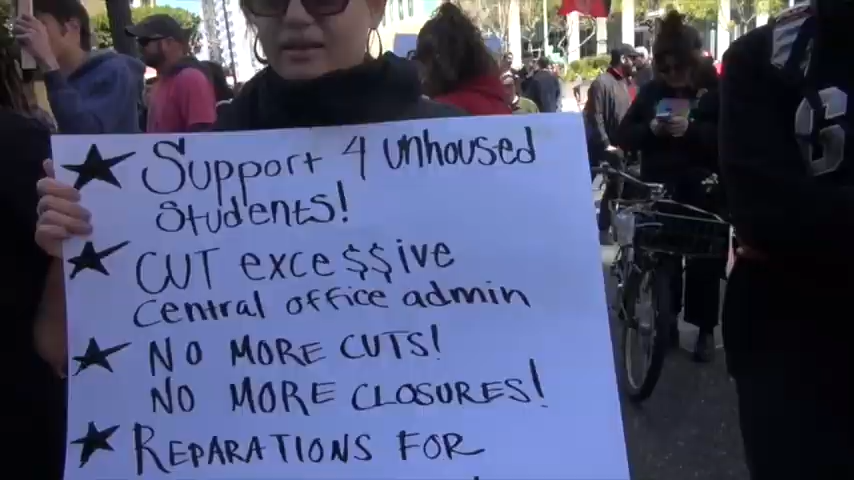 ★ Support 4 Unhoused
Students!
★ CUT exce$$ive
central office admin
★ NO MORE CUTS!
NO MORE CLOSURES!
★ REPARATIONS FOR